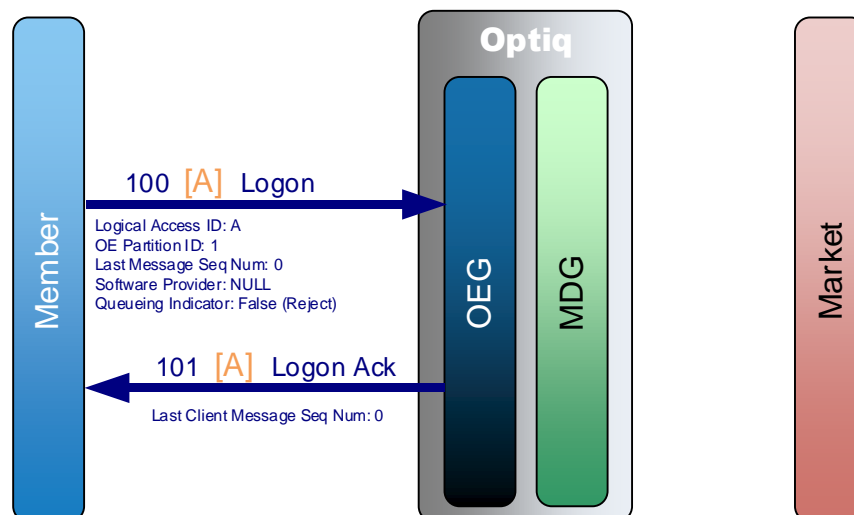 Optiq
Member
100 [A] Logon
Logical Access ID: A
OE Partition ID: 1
Last Message Seq Num: 0
Software Provider: NULL
Queueing Indicator: False (Reject)
101 [A] Logon Ack
Last Client Message Seq Num: 0
OEG
MDG
Market